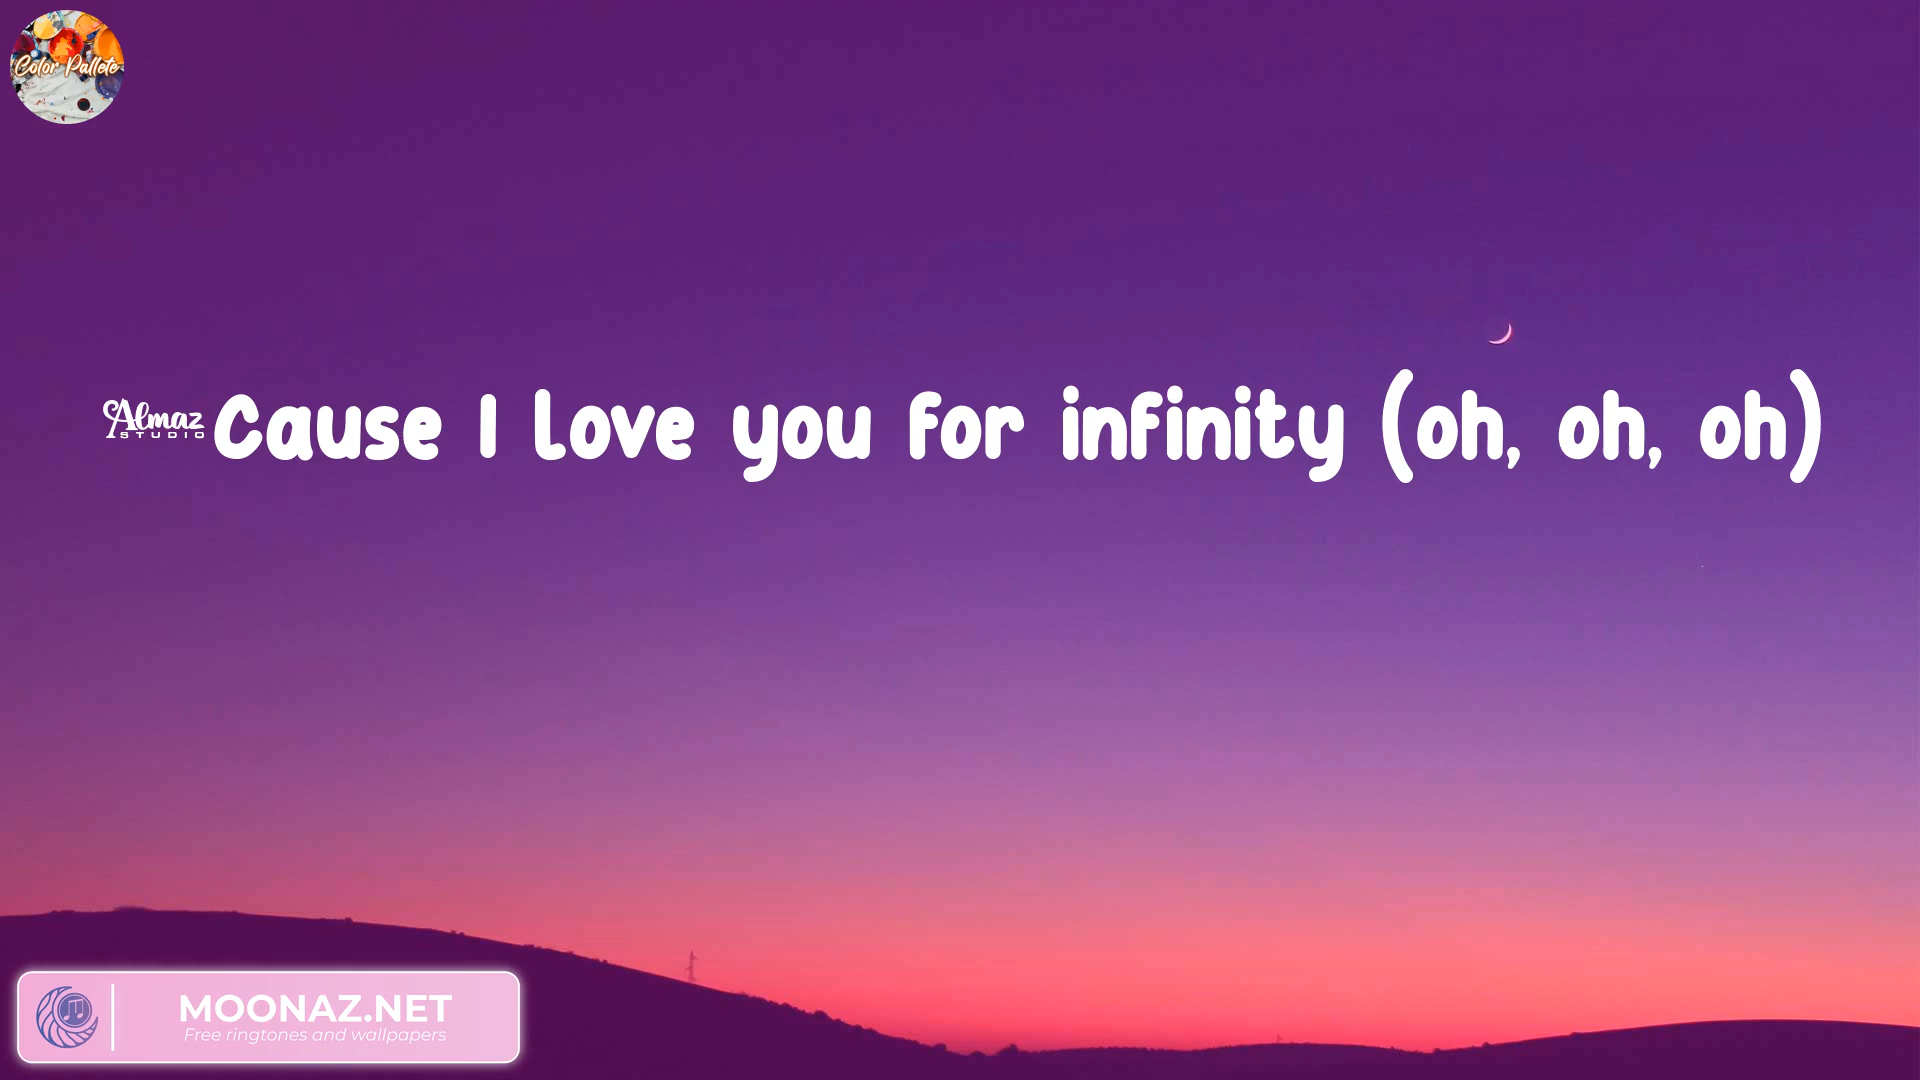 Color Pallete
Almaz
STUDIO
Cause I love you for infinity (oh, oh, oh)
MOONAZ.NET
Free ringtones and wallpapers